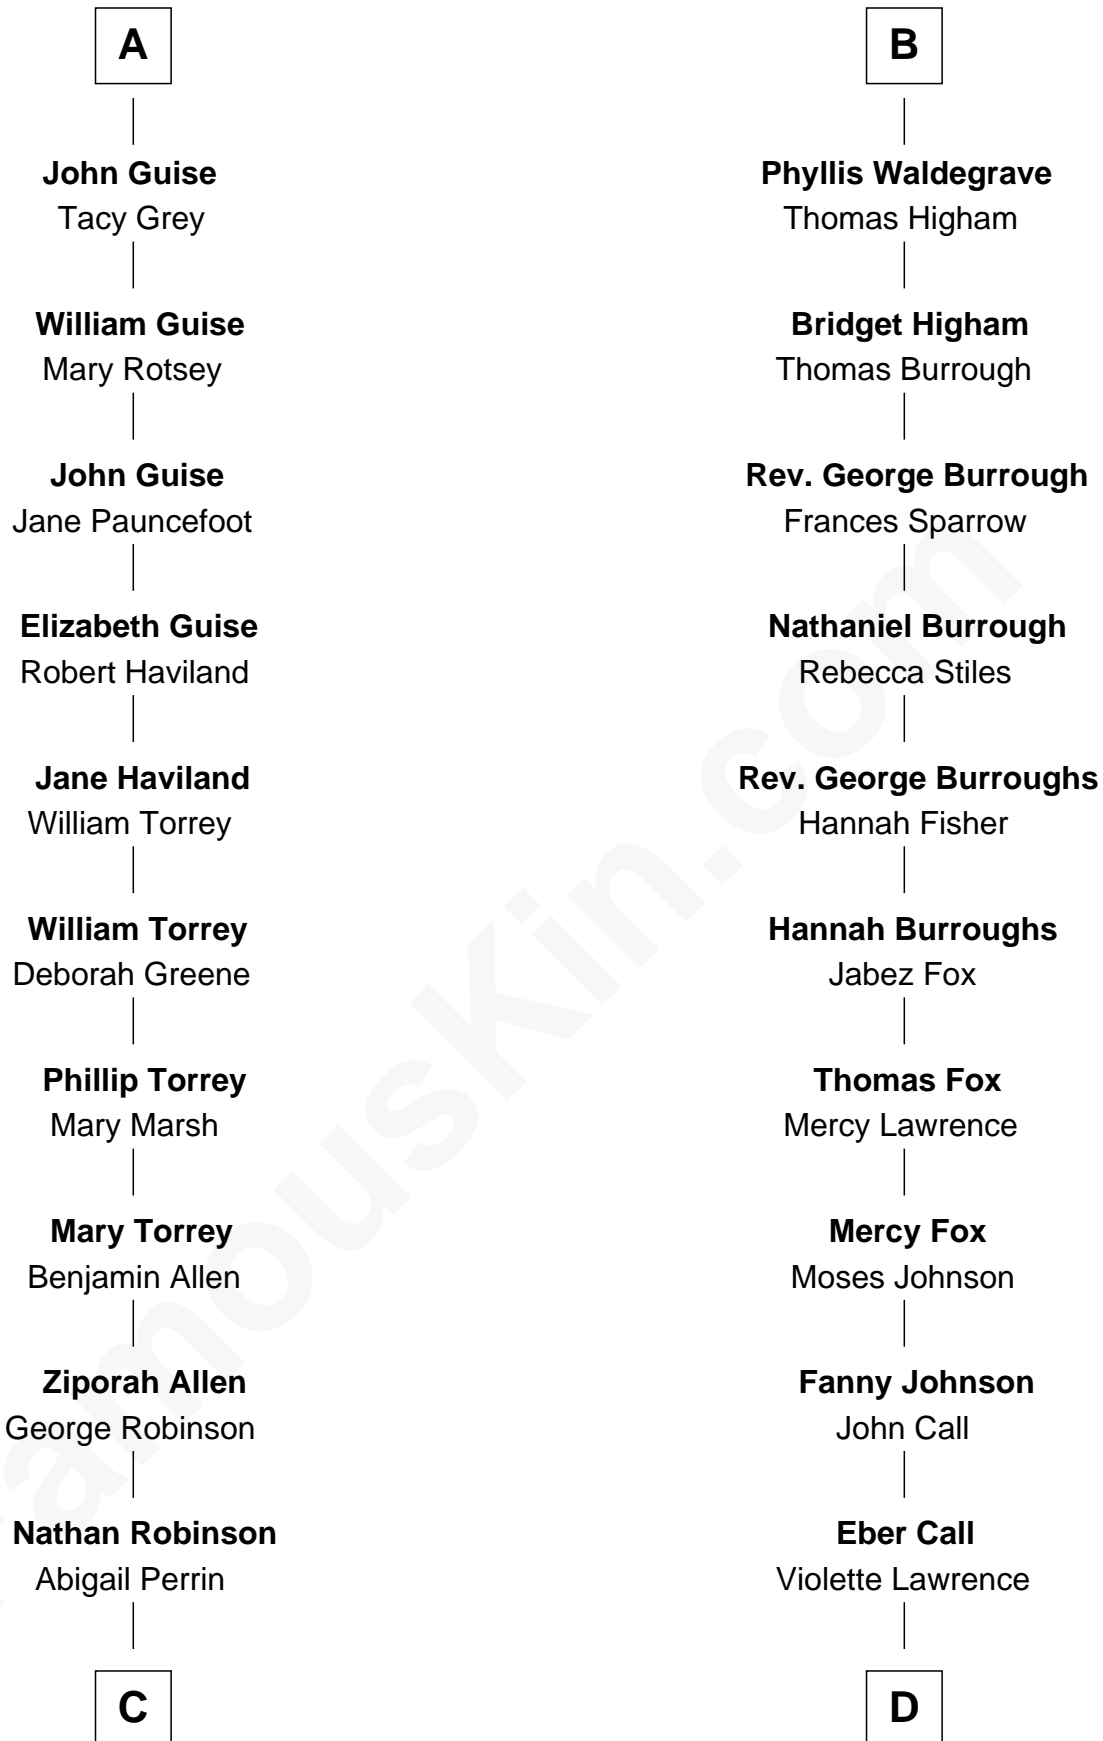 A
John Guise
Tacy Grey
William Guise
Mary Rotsey
John Guise
Jane Pauncefoot
Elizabeth Guise
Robert Haviland
Jane Haviland
William Torrey
William Torrey
Deborah Greene
Phillip Torrey
Mary Marsh
Mary Torrey
Benjamin Allen
Ziporah Allen
George Robinson
Nathan Robinson
Abigail Perrin
C
B
Phyllis Waldegrave
Thomas Higham
Bridget Higham
Thomas Burrough
Rev. George Burrough
Frances Sparrow
Nathaniel Burrough
Rebecca Stiles
Rev. George Burroughs
Hannah Fisher
Hannah Burroughs
Jabez Fox
Thomas Fox
Mercy Lawrence
Mercy Fox
Moses Johnson
Fanny Johnson
John Call
Eber Call
Violette Lawrence
D
FamousKin.com